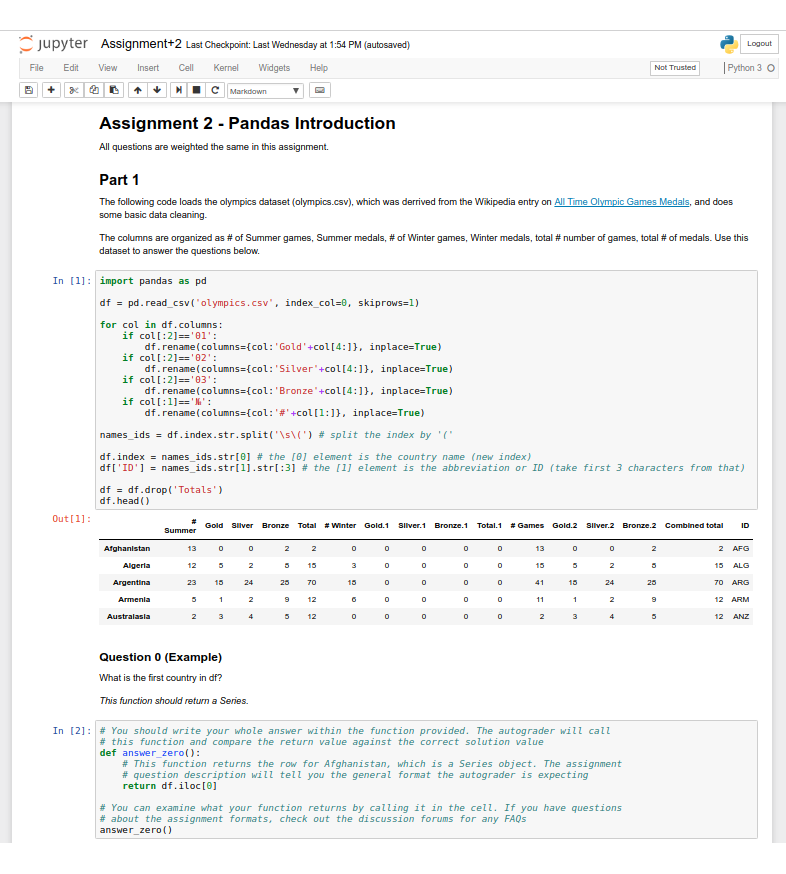 jupyter Assignment+2 Last Checkpoint: Last Wednesday at 1:54 PM (autosaved) Logout
File Edit View Insert Cell Kernel Widgets Help Not Trusted Python 3
Markdown
Assignment 2 - Pandas Introduction
All questions are weighted the same in this assignment.
Part 1
The following code loads the olympics dataset (olympics.csv), which was derrived from the Wikipedia entry on All Time Olympic Games Medals, and does
some basic data cleaning.
The columns are organized as # of Summer games, Summer medals, # of Winter games, Winter medals, total # number of games, total # of medals. Use this
dataset to answer the questions below.
In [1]: import pandas as pd
df = pd.read_csv('olympics.csv', index_col=0, skiprows=1)
for col in df.columns:
    if col[:2]=='01':
        df.rename(columns={col:'Gold'+col[4:]}, inplace=True)
    if col[:2]=='02':
        df.rename(columns={col:'Silver'+col[4:]}, inplace=True)
    if col[:2]=='03':
        df.rename(columns={col:'Bronze'+col[4:]}, inplace=True)
    if col[:1]=='№':
        df.rename(columns={col:'#'+col[1:]}, inplace=True)
names_ids = df.index.str.split('\s\(') # split the index by '('
df.index = names_ids.str[0] # the [0] element is the country name (new index)
df['ID'] = names_ids.str[1].str[:3] # the [1] element is the abbreviation or ID (take first 3 characters from that)
df = df.drop('Totals')
df.head()
Out[1]:
# Summer Gold Silver Bronze Total # Winter Gold.1 Silver.1 Bronze.1 Total.1 # Games Gold.2 Silver.2 Bronze.2 Combined total ID
Afghanistan 13 0 0 2 2 0 0 0 0 0 13 0 0 2 2 AFG
Algeria 12 5 2 8 15 3 0 0 0 0 15 5 2 8 15 ALG
Argentina 23 18 24 28 70 18 0 0 0 0 41 18 24 28 70 ARG
Armenia 5 1 2 9 12 6 0 0 0 0 11 1 2 9 12 ARM
Australasia 2 3 4 5 12 0 0 0 0 0 2 3 4 5 12 ANZ
Question 0 (Example)
What is the first country in df?
This function should return a Series.
In [2]: # You should write your whole answer within the function provided. The autograder will call
# this function and compare the return value against the correct solution value
def answer_zero():
    # This function returns the row for Afghanistan, which is a Series object. The assignment
    # question description will tell you the general format the autograder is expecting
    return df.iloc[0]
# You can examine what your function returns by calling it in the cell. If you have questions
# about the assignment formats, check out the discussion forums for any FAQs
answer_zero()